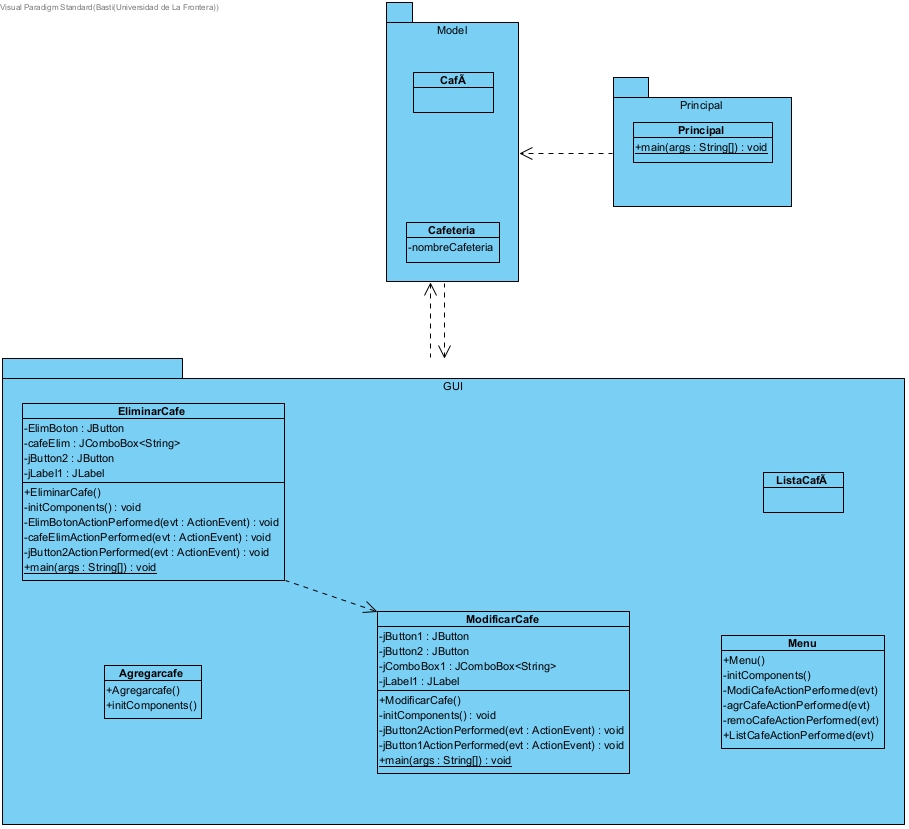 Visual Paradigm Standard(Basti(Universidad de La Frontera))
Model
CafÃ
Cafeteria
-nombreCafeteria
Principal
Principal
+main(args : String[]) : void
GUI
EliminarCafe
-ElimBoton : JButton
-cafeElim : JComboBox<String>
-jButton2 : JButton
-jLabel1 : JLabel
+EliminarCafe()
-initComponents() : void
-ElimBotonActionPerformed(evt : ActionEvent) : void
-cafeElimActionPerformed(evt : ActionEvent) : void
-jButton2ActionPerformed(evt : ActionEvent) : void
+main(args : String[]) : void
ListaCafÃ
Agregarcafe
+Agregarcafe()
+initComponents()
ModificarCafe
-jButton1 : JButton
-jButton2 : JButton
-jComboBox1 : JComboBox<String>
-jLabel1 : JLabel
+ModificarCafe()
-initComponents() : void
-jButton2ActionPerformed(evt : ActionEvent) : void
-jButton1ActionPerformed(evt : ActionEvent) : void
+main(args : String[]) : void
Menu
+Menu()
-initComponents()
-ModiCafeActionPerformed(evt)
-agrCafeActionPerformed(evt)
-remoCafeActionPerformed(evt)
+ListCafeActionPerformed(evt)